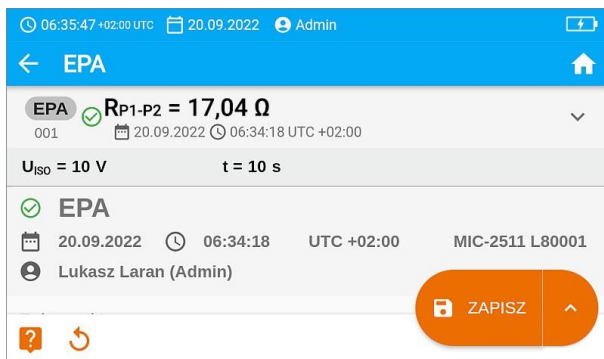 06:35:47 +02:00 UTC 20.09.2022 Admin
EPA
EPA RP1-P2 = 17,04 Ω
001 20.09.2022 06:34:18 UTC +02:00
UISO = 10 V t = 10 s
EPA
20.09.2022 06:34:18 UTC +02:00 MIC-2511 L80001
Lukasz Laran (Admin)
ZAPISZ
?